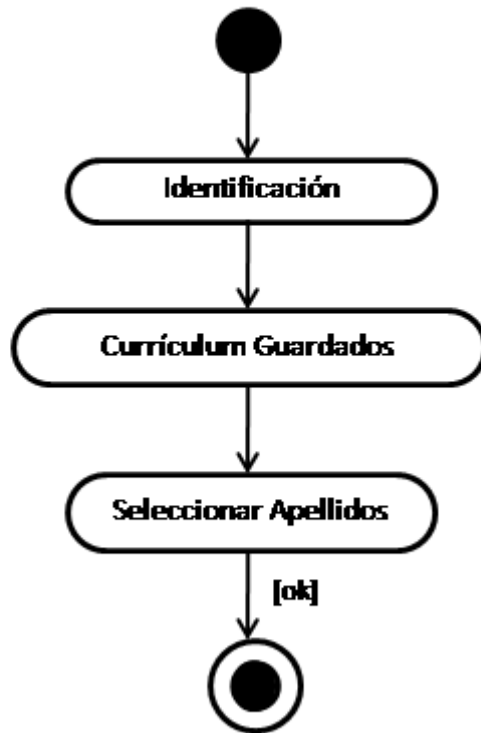 Identificación
Currículum Guardados
Seleccionar Apellidos
[ok]